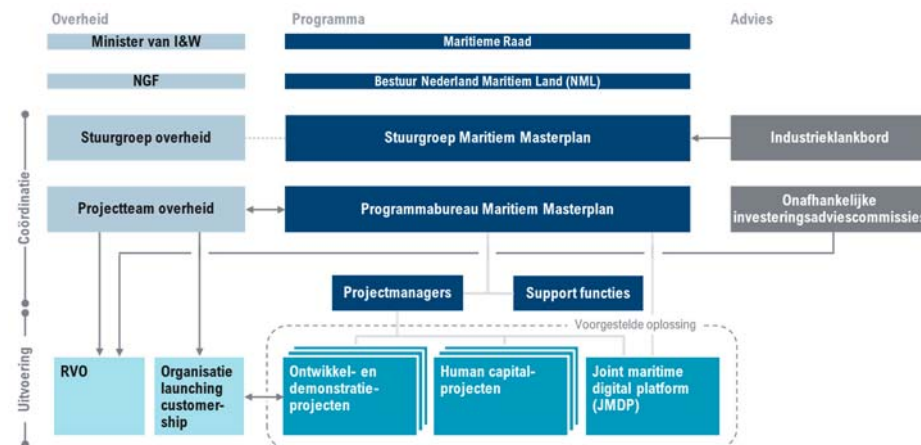 Overheid
Programma
Advies
Minister van I&W
Maritieme Raad
NGF
Bestuur Nederland Maritiem Land (NML)
Stuurgroep overheid
Stuurgroep Maritiem Masterplan
Industrieklankbord
Projectteam overheid
Programmabureau Maritiem Masterplan
Onafhankelijke
investeringsadviescommissies
Coördinatie
Projectmanagers
Support functies
Voorgestelde oplossing
Uitvoering
RVO
Organisatie
launching
customer-
ship
Ontwikkel- en
demonstratie-
projecten
Human capital-
projecten
Joint maritime
digital platform
(JMDP)